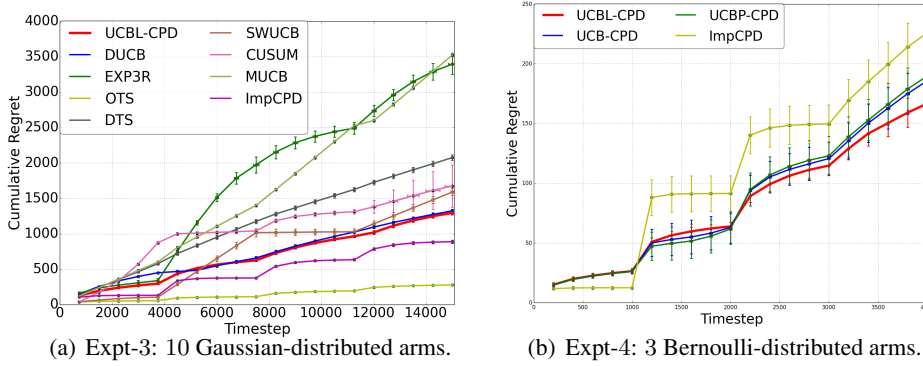 4000
3500
3000
2500
2000
1500
1000
500
0
Cumulative Regret
UCBL-CPD
DUCB
EXP3R
OTS
DTS
SWUCB
CUSUM
MUCB
ImpCPD
0 2000 4000 6000 8000 10000 12000 14000
Timestep
(a) Expt-3: 10 Gaussian-distributed arms.
250
200
150
100
50
0
Cumulative Regret
UCBL-CPD
UCB-CPD
UCBP-CPD
ImpCPD
0 500 1000 1500 2000 2500 3000 3500
Timestep
(b) Expt-4: 3 Bernoulli-distributed arms.